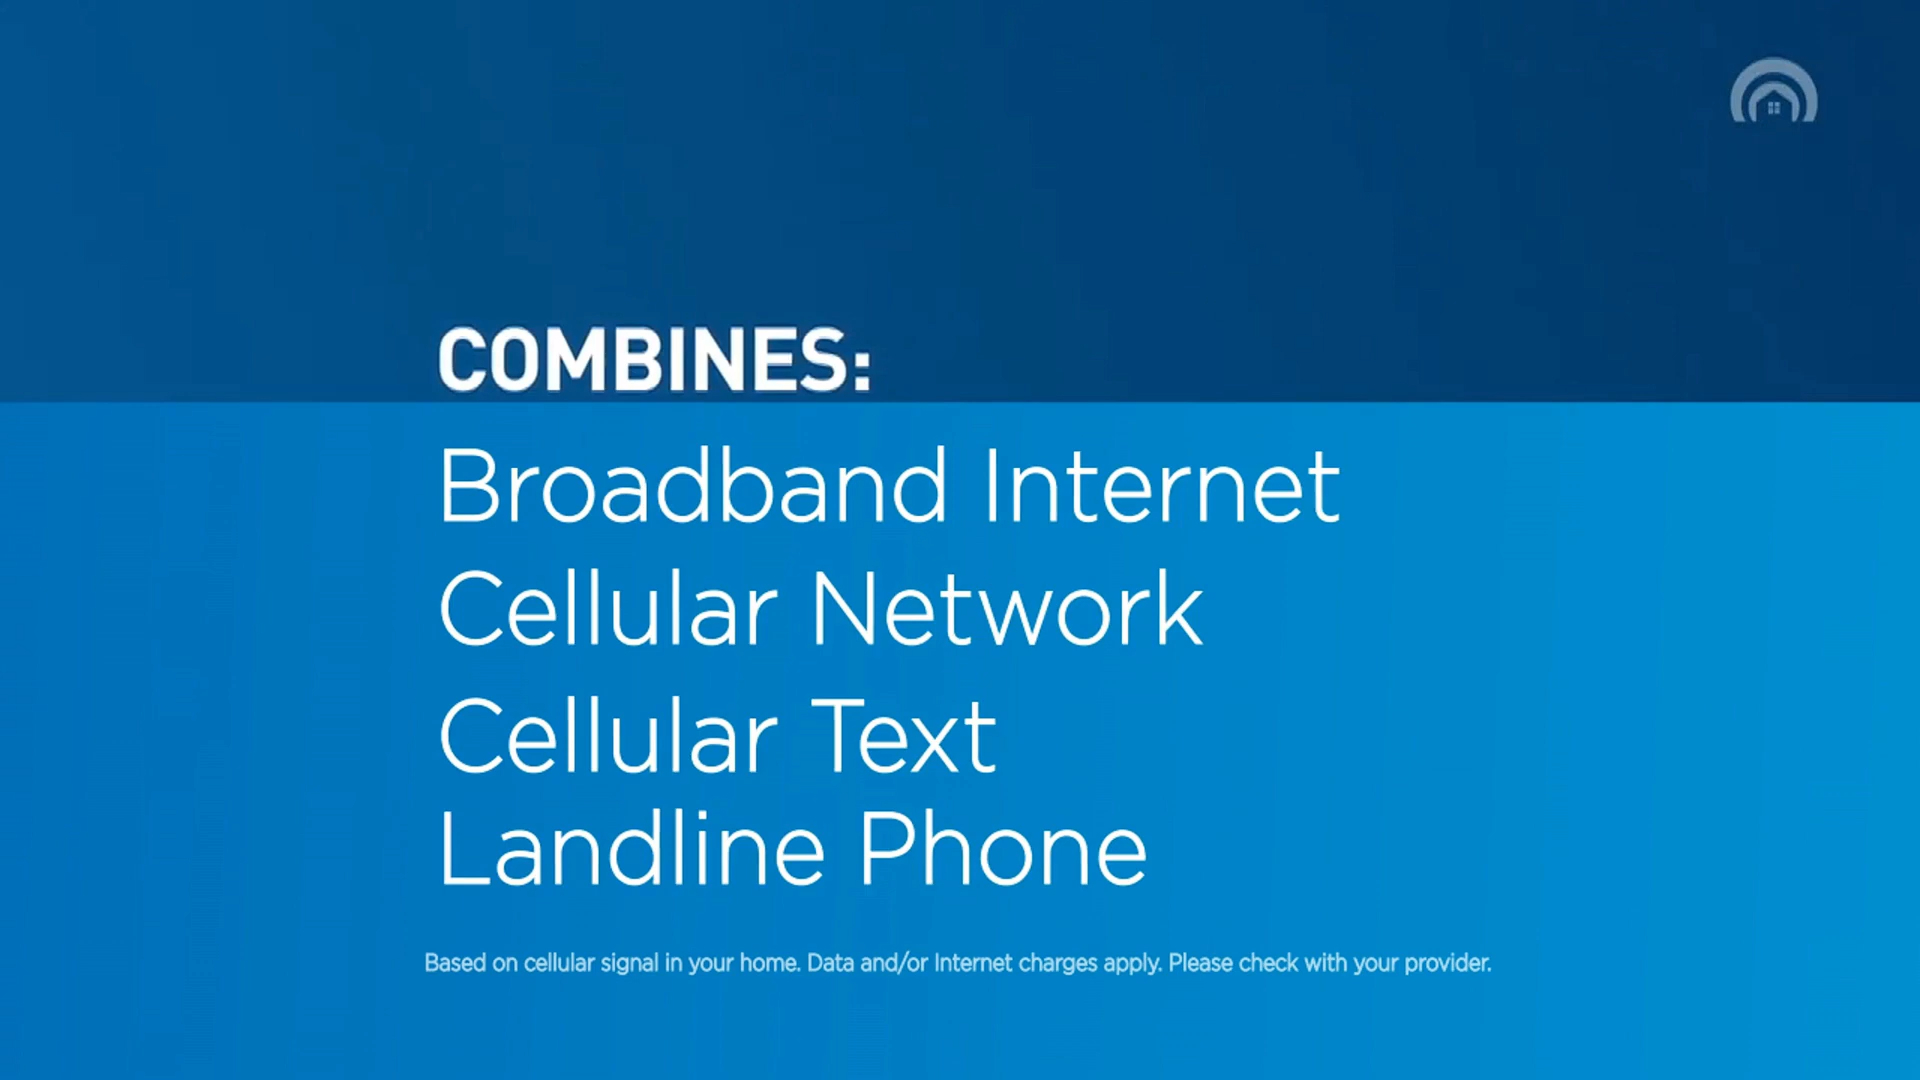 COMBINES:
Broadband Internet
Cellular Network
Cellular Text
Landline Phone
Based on cellular signal in your home. Data and/or Internet charges apply. Please check with your provider.